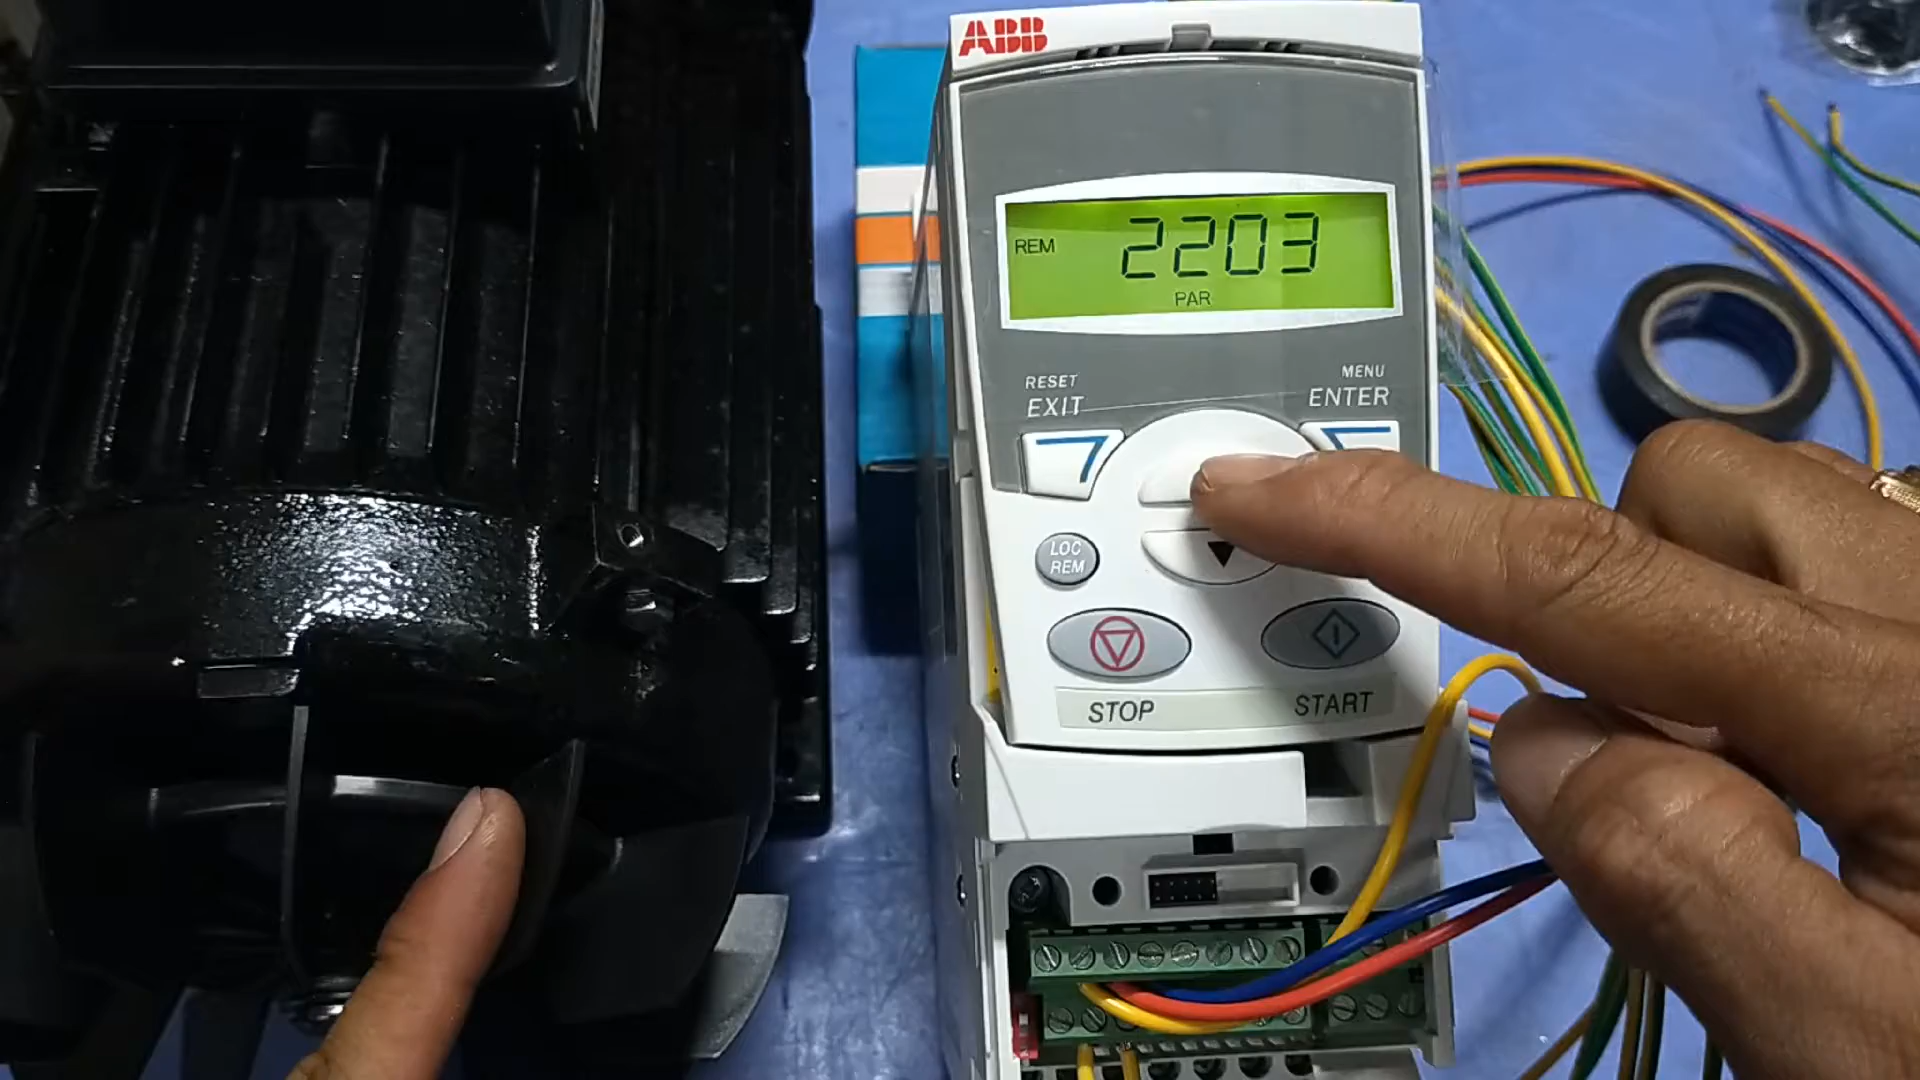 ABB
REM 2203
PAR
RESET
EXIT
MENU
ENTER
LOC
REM
STOP
START